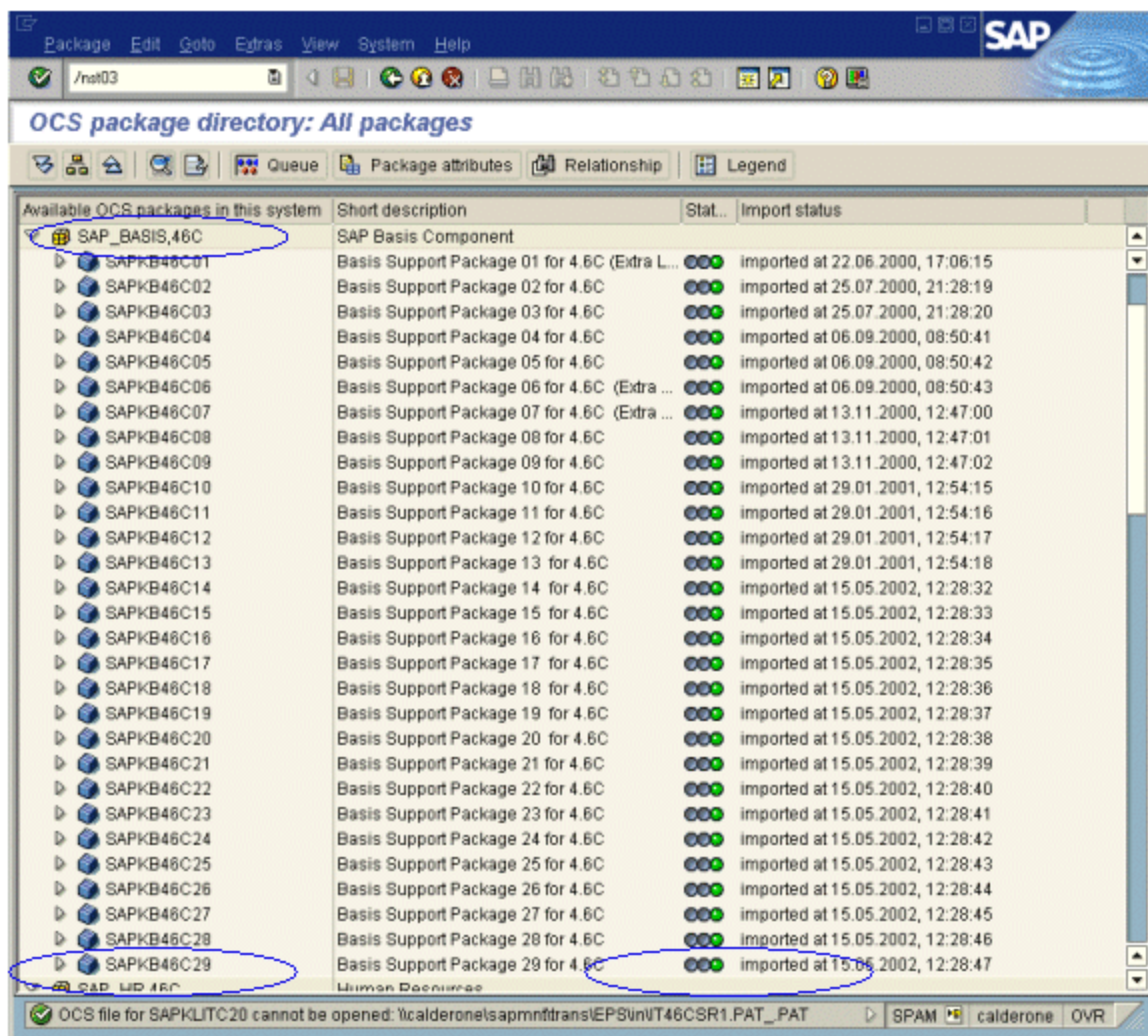 Package Edit Goto Extras View System Help
SAP
/nst03
OCS package directory: All packages
Queue Package attributes Relationship Legend
Available OCS packages in this system Short description Stat... Import status
SAP_BASIS,46C SAP Basis Component
SAPKB46C01 Basis Support Package 01 for 4.6C (Extra L... imported at 22.06.2000, 17:06:15
SAPKB46C02 Basis Support Package 02 for 4.6C imported at 25.07.2000, 21:28:19
SAPKB46C03 Basis Support Package 03 for 4.6C imported at 25.07.2000, 21:28:20
SAPKB46C04 Basis Support Package 04 for 4.6C imported at 06.09.2000, 08:50:41
SAPKB46C05 Basis Support Package 05 for 4.6C imported at 06.09.2000, 08:50:42
SAPKB46C06 Basis Support Package 06 for 4.6C (Extra ... imported at 06.09.2000, 08:50:43
SAPKB46C07 Basis Support Package 07 for 4.6C (Extra ... imported at 13.11.2000, 12:47:00
SAPKB46C08 Basis Support Package 08 for 4.6C imported at 13.11.2000, 12:47:01
SAPKB46C09 Basis Support Package 09 for 4.6C imported at 13.11.2000, 12:47:02
SAPKB46C10 Basis Support Package 10 for 4.6C imported at 29.01.2001, 12:54:15
SAPKB46C11 Basis Support Package 11 for 4.6C imported at 29.01.2001, 12:54:16
SAPKB46C12 Basis Support Package 12 for 4.6C imported at 29.01.2001, 12:54:17
SAPKB46C13 Basis Support Package 13 for 4.6C imported at 29.01.2001, 12:54:18
SAPKB46C14 Basis Support Package 14 for 4.6C imported at 15.05.2002, 12:28:32
SAPKB46C15 Basis Support Package 15 for 4.6C imported at 15.05.2002, 12:28:33
SAPKB46C16 Basis Support Package 16 for 4.6C imported at 15.05.2002, 12:28:34
SAPKB46C17 Basis Support Package 17 for 4.6C imported at 15.05.2002, 12:28:35
SAPKB46C18 Basis Support Package 18 for 4.6C imported at 15.05.2002, 12:28:36
SAPKB46C19 Basis Support Package 19 for 4.6C imported at 15.05.2002, 12:28:37
SAPKB46C20 Basis Support Package 20 for 4.6C imported at 15.05.2002, 12:28:38
SAPKB46C21 Basis Support Package 21 for 4.6C imported at 15.05.2002, 12:28:39
SAPKB46C22 Basis Support Package 22 for 4.6C imported at 15.05.2002, 12:28:40
SAPKB46C23 Basis Support Package 23 for 4.6C imported at 15.05.2002, 12:28:41
SAPKB46C24 Basis Support Package 24 for 4.6C imported at 15.05.2002, 12:28:42
SAPKB46C25 Basis Support Package 25 for 4.6C imported at 15.05.2002, 12:28:43
SAPKB46C26 Basis Support Package 26 for 4.6C imported at 15.05.2002, 12:28:44
SAPKB46C27 Basis Support Package 27 for 4.6C imported at 15.05.2002, 12:28:45
SAPKB46C28 Basis Support Package 28 for 4.6C imported at 15.05.2002, 12:28:46
SAPKB46C29 Basis Support Package 29 for 4.6C imported at 15.05.2002, 12:28:47
SAP_HR,46C Human Resources
OCS file for SAPKLITC20 cannot be opened: SPAM calderone OVR